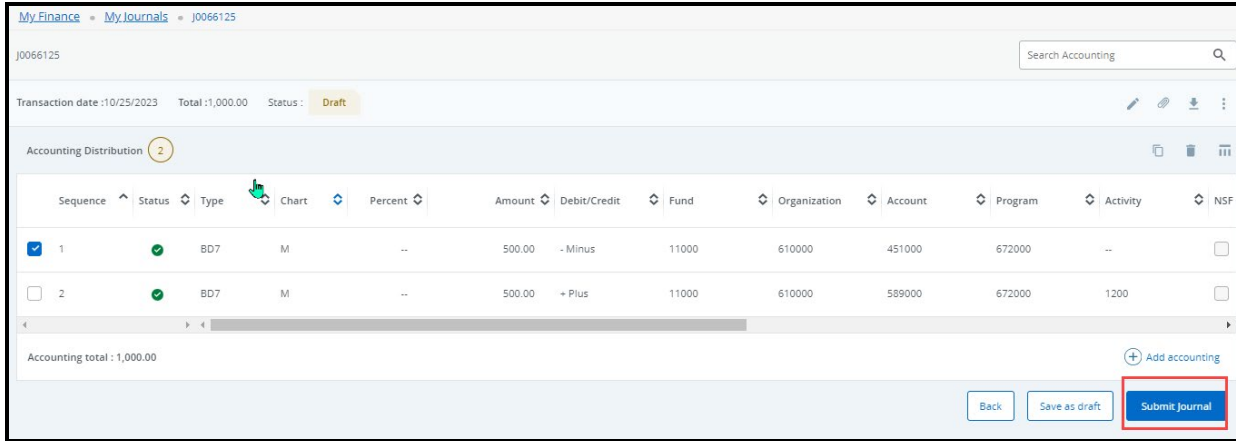 My Finance My Journals J0066125
J0066125 Search Accounting
Transaction date :10/25/2023 Total :1,000.00 Status : Draft
Accounting Distribution 2
Sequence Status Type Chart Percent Amount Debit/Credit Fund Organization Account Program Activity NSF
1 BD7 M -- 500.00 - Minus 11000 610000 451000 672000 --
2 BD7 M -- 500.00 + Plus 11000 610000 589000 672000 1200
Accounting total : 1,000.00 Add accounting
Back Save as draft Submit Journal